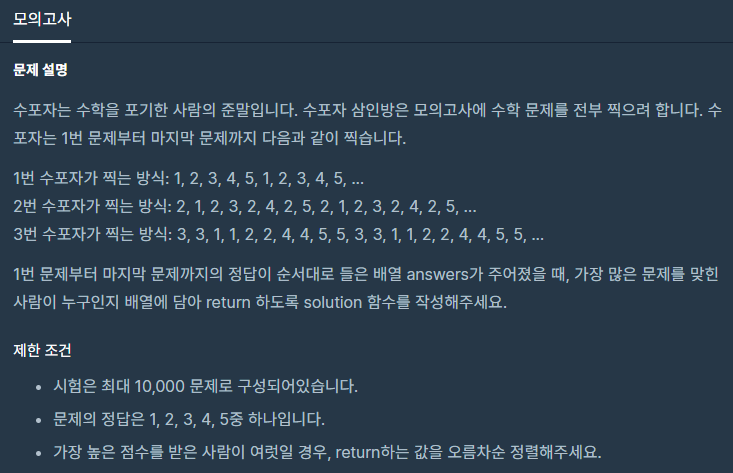 모의고사
문제 설명
수포자는 수학을 포기한 사람의 준말입니다. 수포자 삼인방은 모의고사에 수학 문제를 전부 찍으려 합니다. 수
포자는 1번 문제부터 마지막 문제까지 다음과 같이 찍습니다.
1번 수포자가 찍는 방식: 1, 2, 3, 4, 5, 1, 2, 3, 4, 5, ...
2번 수포자가 찍는 방식: 2, 1, 2, 3, 2, 4, 2, 5, 2, 1, 2, 3, 2, 4, 2, 5, ...
3번 수포자가 찍는 방식: 3, 3, 1, 1, 2, 2, 4, 4, 5, 5, 3, 3, 1, 1, 2, 2, 4, 4, 5, 5, ...
1번 문제부터 마지막 문제까지의 정답이 순서대로 들은 배열 answers가 주어졌을 때, 가장 많은 문제를 맞힌
사람이 누구인지 배열에 담아 return 하도록 solution 함수를 작성해주세요.
제한 조건
• 시험은 최대 10,000 문제로 구성되어있습니다.
• 문제의 정답은 1, 2, 3, 4, 5중 하나입니다.
• 가장 높은 점수를 받은 사람이 여럿일 경우, return하는 값을 오름차순 정렬해주세요.